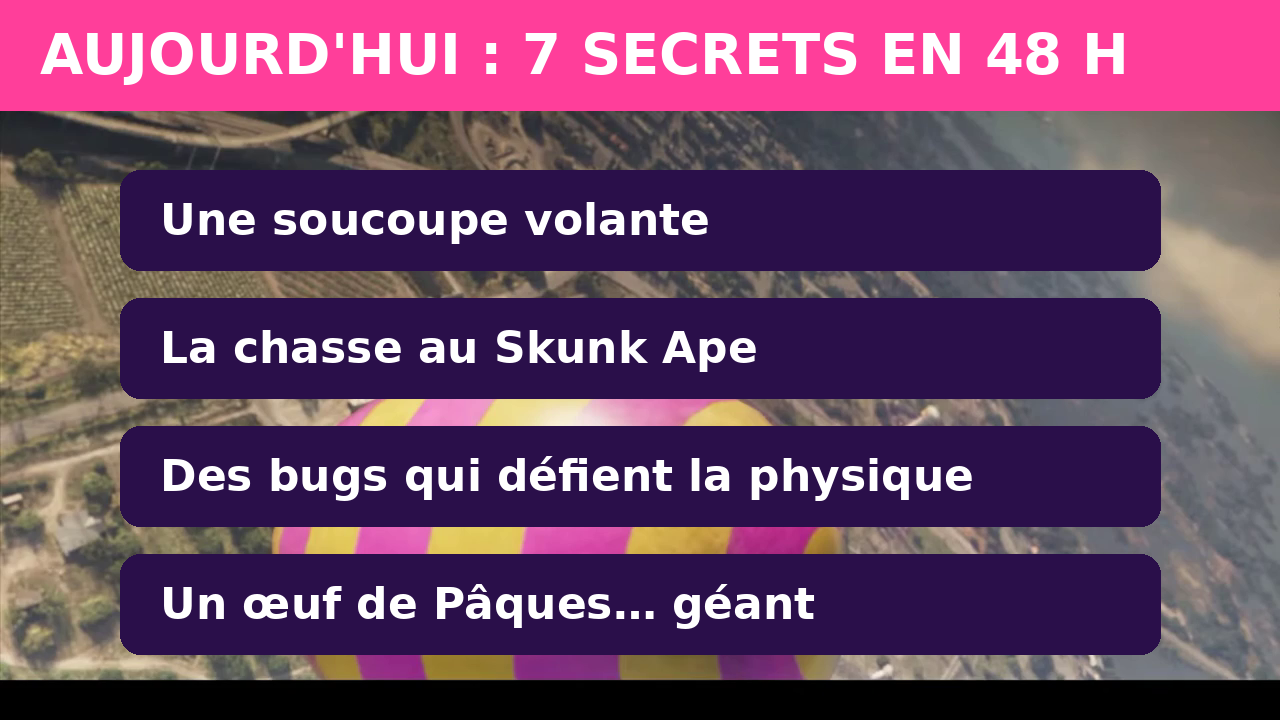 AUJOURD'HUI : 7 SECRETS EN 48 H
Une soucoupe volante
La chasse au Skunk Ape
Des bugs qui défient la physique
Un œuf de Pâques… géant